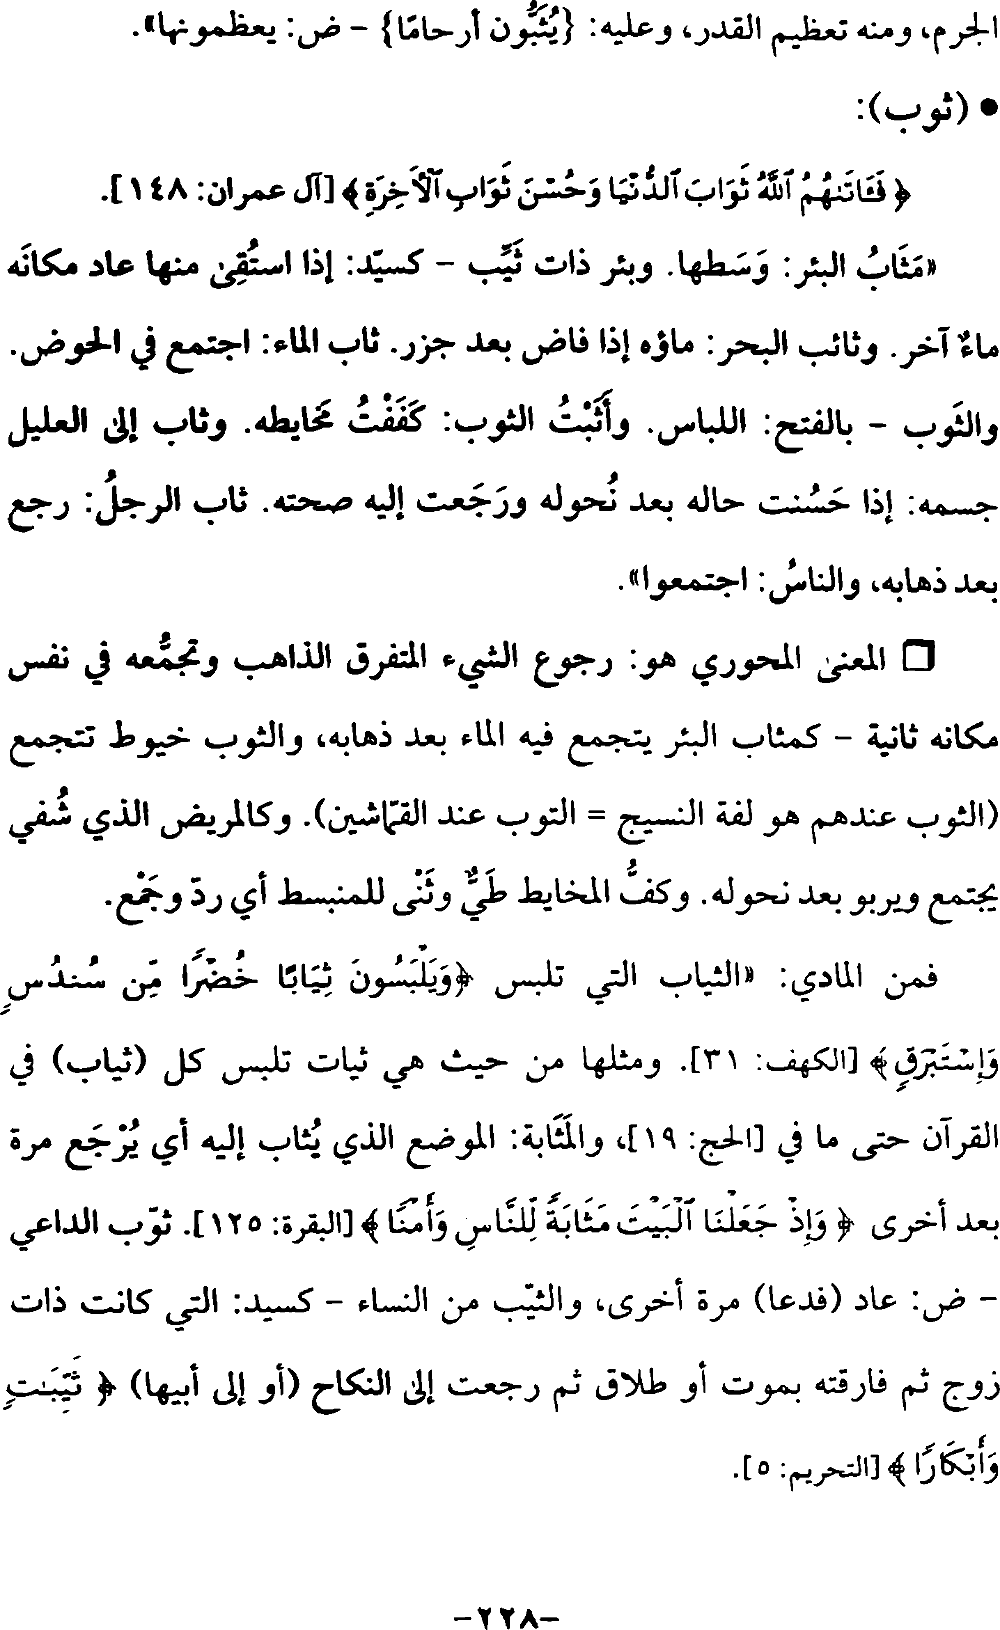 الجرم، ومنه تعظيم القدر، وعليه: {يُثَبُّون أرحامًا} - ض: يعظمونها».
● (ثوب):
﴿ فَـَٔاتَىٰهُمُ ٱللَّهُ ثَوَابَ ٱلدُّنْيَا وَحُسْنَ ثَوَابِ ٱلْأَخِرَةِ ﴾ [آل عمران: ١٤٨].
«مَثَابُ البئر: وَسَطها. وبئر ذات ثَيِّب - كسيّد: إذا استُقِىٰ منها عاد مكانَه
ماءٌ آخر. وثائب البحر: ماؤه إذا فاض بعد جزر. ثاب الماء: اجتمع في الحوض.
والثَوب - بالفتح: اللباس. وأَثَبْتُ الثوب: كَفَفْتُ مَخايطه. وثاب إلىٰ العليل
جسمه: إذا حَسُنت حاله بعد نُحوله ورَجَعت إليه صحته. ثاب الرجلُ: رجع
بعد ذهابه، والناسُ: اجتمعوا».
□ المعنىٰ المحوري هو: رجوع الشيء المتفرق الذاهب وتجمُّعه في نفس
مكانه ثانية - كمثاب البئر يتجمع فيه الماء بعد ذهابه، والثوب خيوط تتجمع
(الثوب عندهم هو لفة النسيج = التوب عند القمّاشين). وكالمريض الذي شُفي
يجتمع ويربو بعد نحوله. وكفُّ المخايط طَيٌّ وثَنْى للمنبسط أي ردّ وجَمْع.
فمن المادي: «الثياب التي تلبس ﴿وَيَلْبَسُونَ ثِيَابًا خُضْرًا مِّن سُندُسٍ
وَإِسْتَبْرَقٍ ﴾ [الكهف: ٣١]. ومثلها من حيث هي ثيات تلبس كل (ثياب) في
القرآن حتى ما في [الحج: ١٩]، والمَثَابة: الموضع الذي يُثاب إليه أي يُرْجَع مرة
بعد أخرى ﴿ وَإِذْ جَعَلْنَا ٱلْبَيْتَ مَثَابَةً لِّلنَّاسِ وَأَمْنًا ﴾ [البقرة: ١٢٥]. ثوّب الداعي
- ض: عاد (فدعا) مرة أخرى، والثيّب من النساء - كسيد: التي كانت ذات
زوج ثم فارقته بموت أو طلاق ثم رجعت إلىٰ النكاح (أو إلى أبيها) ﴿ ثَيِّبَـٰتٍ
وَأَبْكَارًا ﴾ [التحريم: ٥].
-٢٢٨-